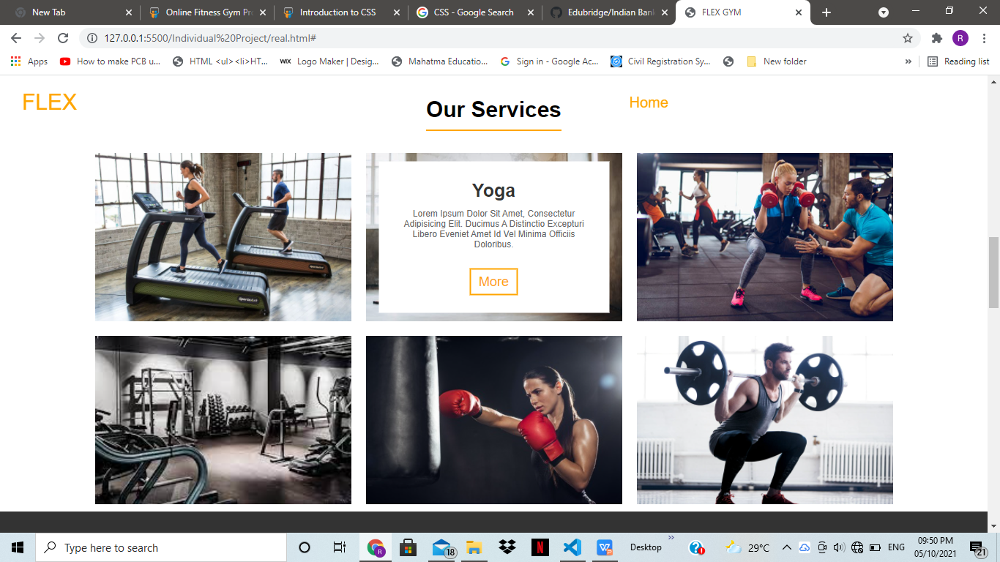 New Tab
Online Fitness Gym Pr
Introduction to CSS
CSS - Google Search
Edubridge/Indian Ban
FLEX GYM
127.0.0.1:5500/Individual%20Project/real.html#
R
Apps
How to make PCB u...
HTML <ul><li>HT...
WIX
Logo Maker | Desig...
Mahatma Educatio...
Sign in - Google Ac...
Civil Registration Sy...
New folder
»
Reading list
FLEX
Our Services
Home
Yoga
Lorem Ipsum Dolor Sit Amet, Consectetur
Adipisicing Elit. Ducimus A Distinctio Excepturi
Libero Eveniet Amet Id Vel Minima Officiis
Doloribus.
More
Type here to search
R
18
N
Desktop
»
29°C
ENG
09:50 PM
05/10/2021
21